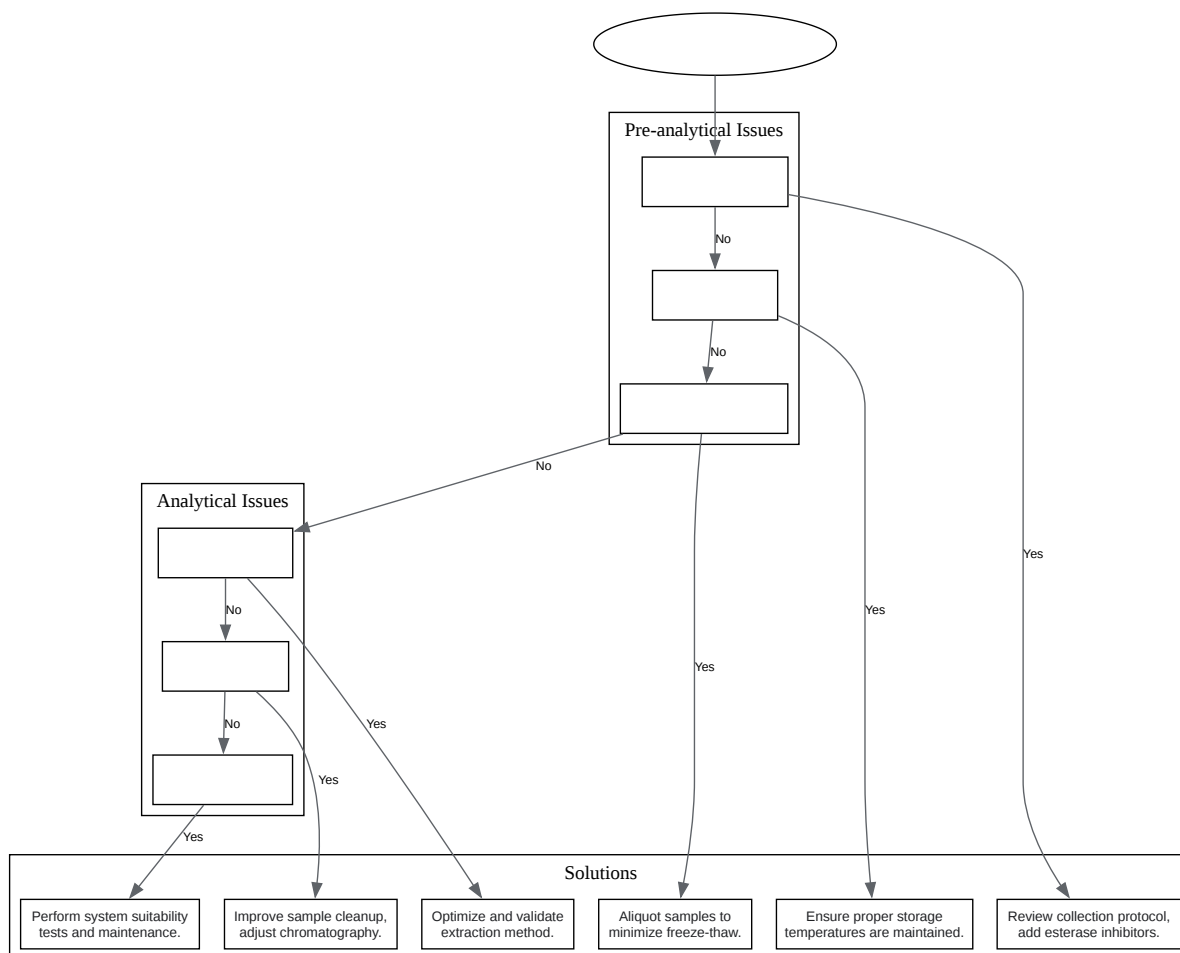 Pre-analytical Issues
No
No
No
Analytical Issues
Yes
No
Yes
Yes
No
Yes
Yes
Yes
Solutions
Perform system suitability
tests and maintenance.
Improve sample cleanup,
adjust chromatography.
Optimize and validate
extraction method.
Aliquot samples to
minimize freeze-thaw.
Ensure proper storage
temperatures are maintained.
Review collection protocol,
add esterase inhibitors.